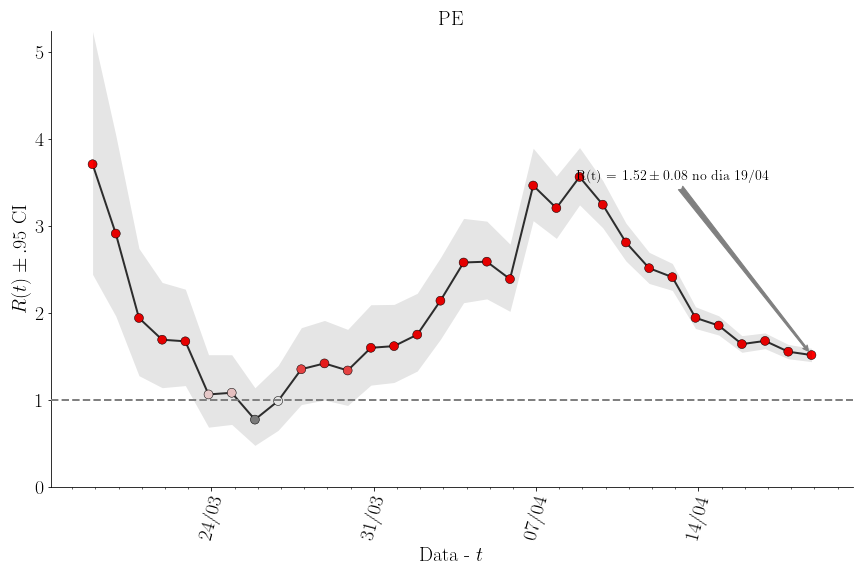 PE
R(t) ± .95 CI
5
4
3
2
1
0
R(t) = 1.52 ± 0.08 no dia 19/04
24/03
31/03
07/04
14/04
Data - t